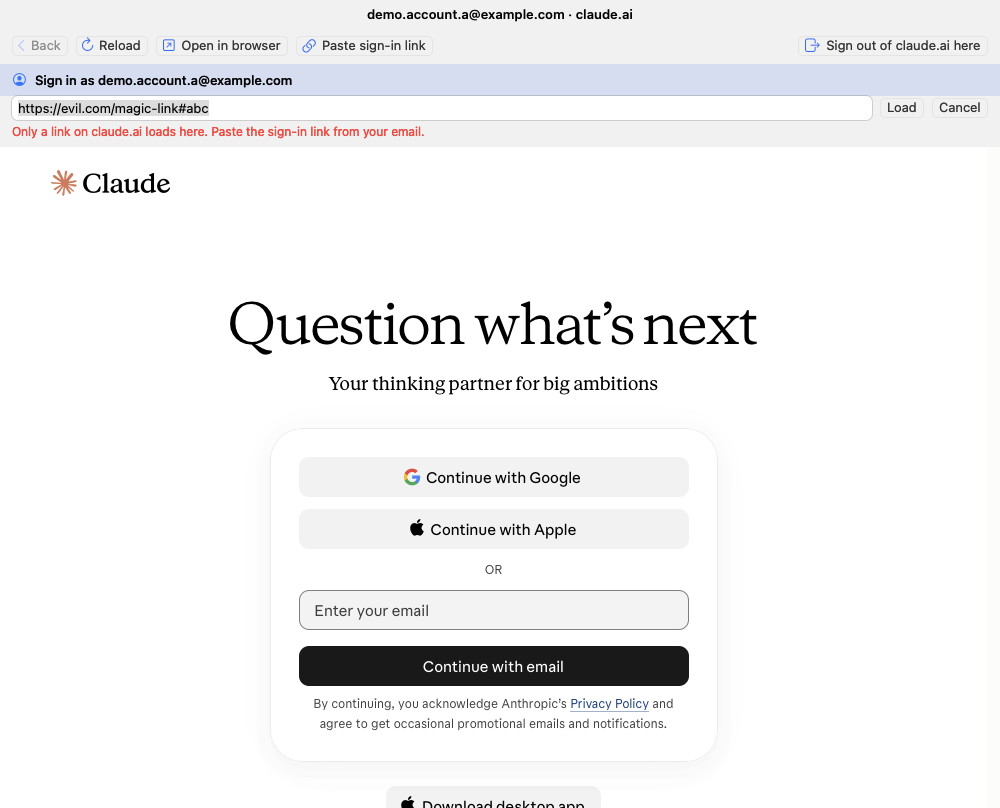 demo.account.a@example.com · claude.ai
Back Reload Open in browser Paste sign-in link Sign out of claude.ai here
Sign in as demo.account.a@example.com
https://evil.com/magic-link#abc Load Cancel
Only a link on claude.ai loads here. Paste the sign-in link from your email.
Claude
Question what’s next
Your thinking partner for big ambitions
Continue with Google
Continue with Apple
OR
Enter your email
Continue with email
By continuing, you acknowledge Anthropic’s Privacy Policy and
agree to get occasional promotional emails and notifications.
Download desktop app